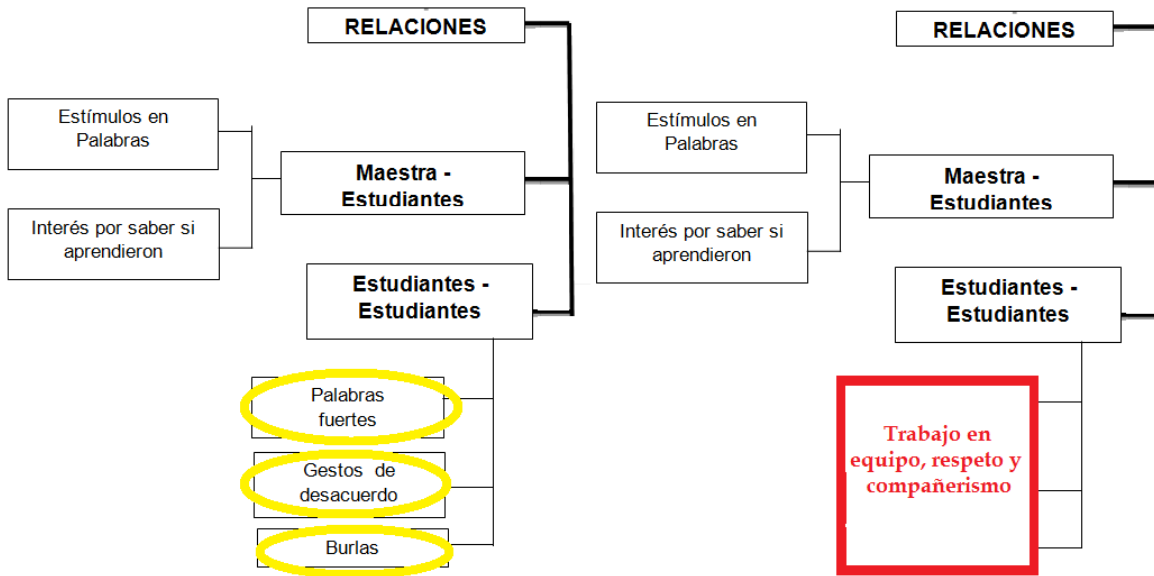 RELACIONES
Estímulos en
Palabras
Maestra -
Estudiantes
Interés por saber si
aprendieron
Estudiantes -
Estudiantes
Palabras
fuertes
Gestos de
desacuerdo
Burlas
RELACIONES
Estímulos en
Palabras
Maestra -
Estudiantes
Interés por saber si
aprendieron
Estudiantes -
Estudiantes
Trabajo en
equipo, respeto y
compañerismo